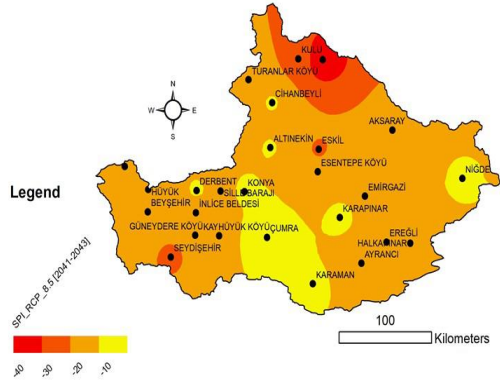 KULU
TURANLAR KÖYÜ
N
W E
S
CİHANBEYLİ
AKSARAY
ALTINEKİN
ESKİL
ESENTEPE KÖYÜ
NİĞDE
Legend
DERBENT
KONYA
HÜYÜK
SİLLE BARAJI
EMİRGAZİ
BEYŞEHİR
İNLİCE BELDESİ
KARAPINAR
GÜNEYDERE KÖYÜ
KAYHÜYÜK KÖYÜ
ÇUMRA
EREĞLİ
HALKAPINAR
SEYDİŞEHİR
AYRANCI
KARAMAN
SPI_RCP_8.5 [2041-2043]
100
Kilometers
-40 -30 -20 -10